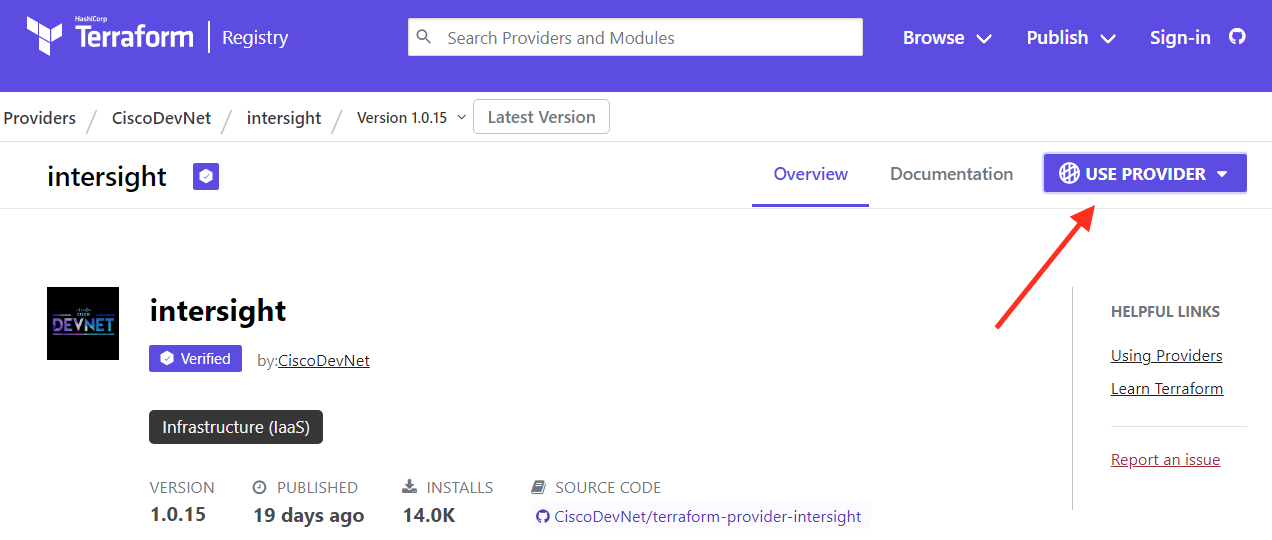 HashiCorp
Terraform Registry
Search Providers and Modules
Browse Publish Sign-in
Providers / CiscoDevNet / intersight / Version 1.0.15 Latest Version
intersight
Overview Documentation USE PROVIDER
CISCO
DEVNET
intersight
Verified by:CiscoDevNet
Infrastructure (IaaS)
VERSION PUBLISHED INSTALLS SOURCE CODE
1.0.15 19 days ago 14.0K CiscoDevNet/terraform-provider-intersight
HELPFUL LINKS
Using Providers
Learn Terraform
Report an issue